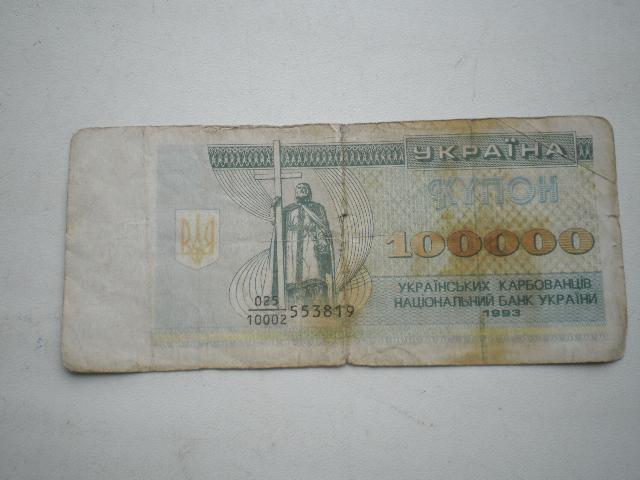 УКРАЇНА
КУПОН
100000
УКРАЇНСЬКИХ КАРБОВАНЦІВ
НАЦІОНАЛЬНИЙ БАНК УКРАЇНИ
1993
025
10002 553819